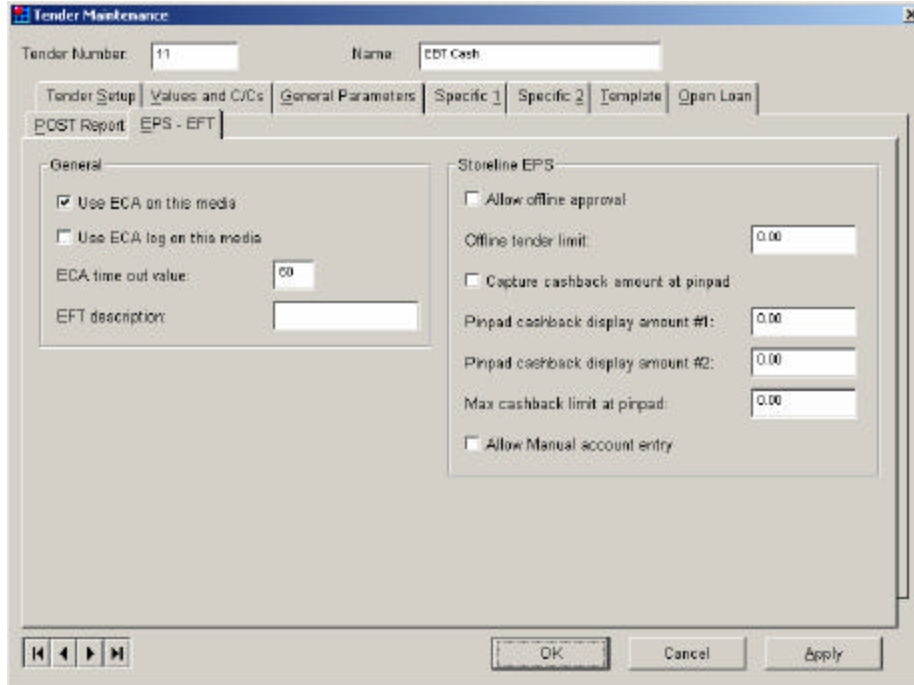 Tender Maintenance
Tender Number: 11 Name: EBT Cash
Tender Setup Values and C/Cs General Parameters Specific 1 Specific 2 Template Open Loan
POST Report EPS - EFT
General
Use ECA on this media
Use ECA log on this media
ECA time out value: 60
EFT description:
Storeline EPS
Allow offline approval
Offline tender limit: 0.00
Capture cashback amount at pinpad
Pinpad cashback display amount #1: 0.00
Pinpad cashback display amount #2: 0.00
Max cashback limit at pinpad: 0.00
Allow Manual account entry
OK Cancel Apply